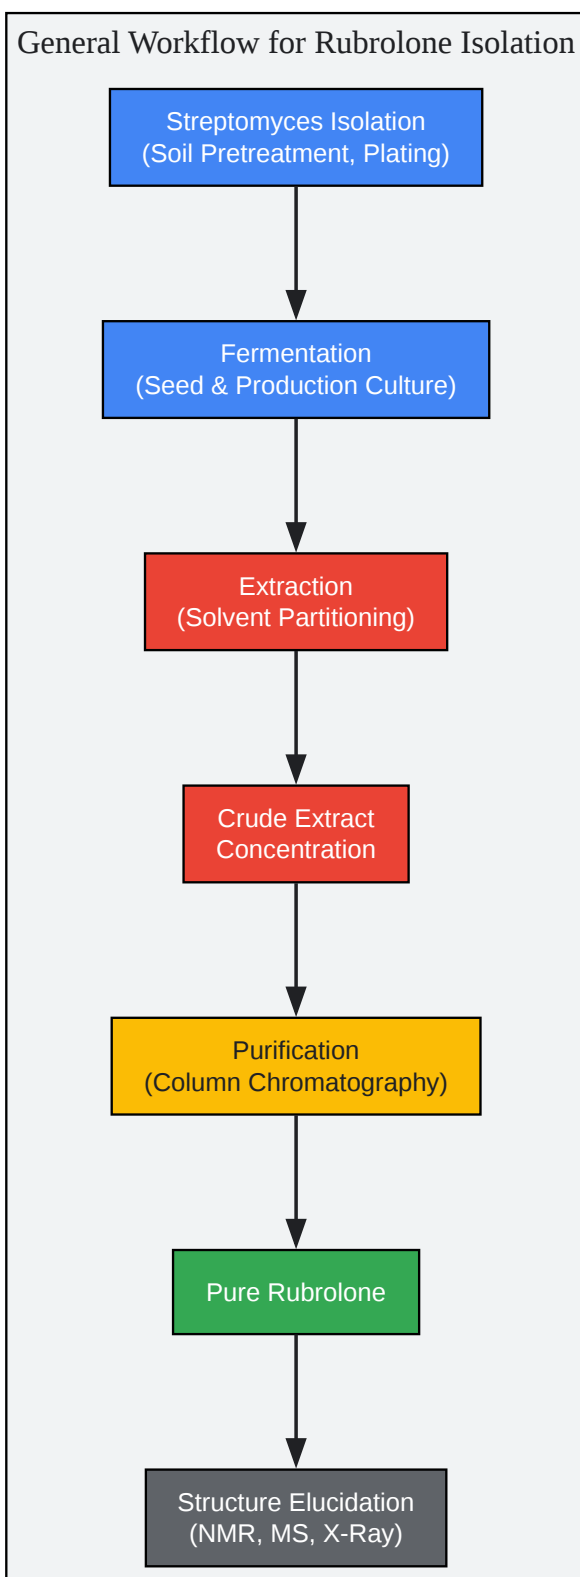 General Workflow for Rubrolone Isolation
Streptomyces Isolation
(Soil Pretreatment, Plating)
Fermentation
(Seed & Production Culture)
Extraction
(Solvent Partitioning)
Crude Extract
Concentration
Purification
(Column Chromatography)
Pure Rubrolone
Structure Elucidation
(NMR, MS, X-Ray)